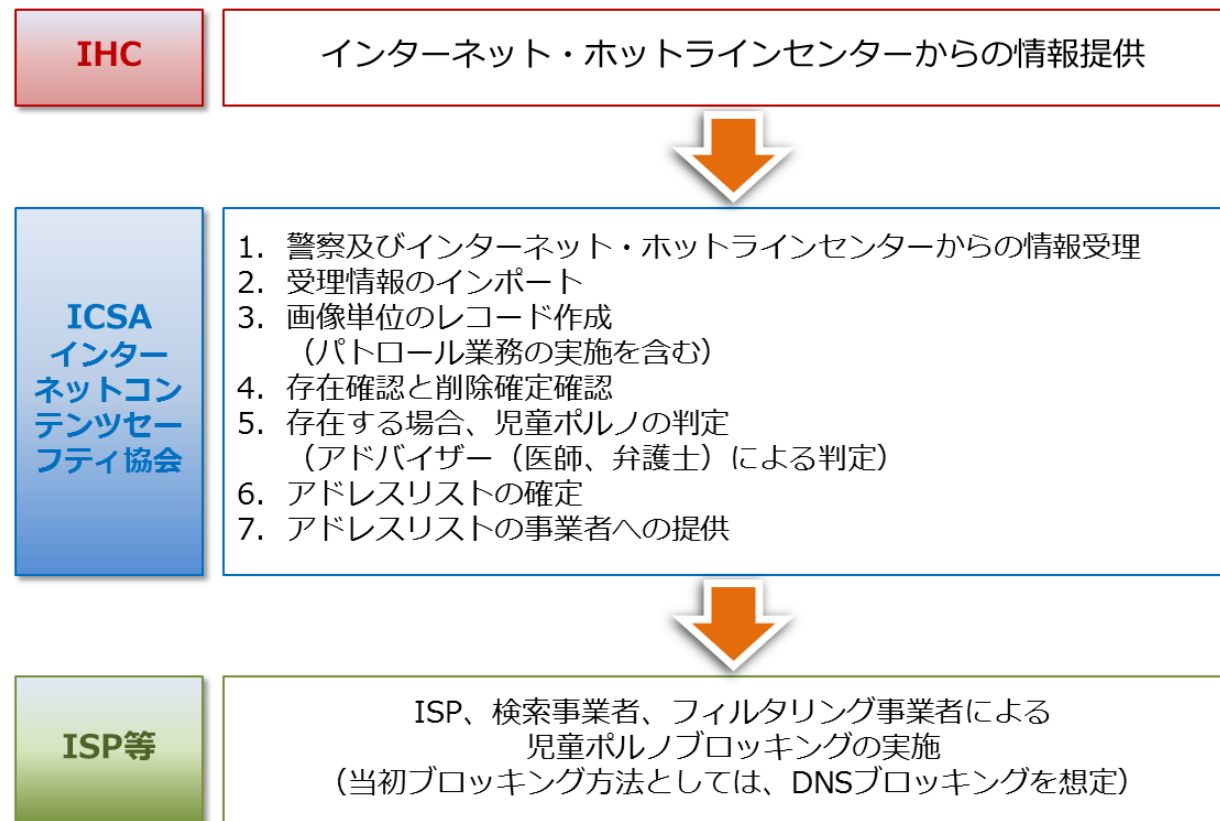 IHC
インターネット・ホットラインセンターからの情報提供
ICSA
インター
ネットコン
テンツセー
フティ協会
1. 警察及びインターネット・ホットラインセンターからの情報受理
2. 受理情報のインポート
3. 画像単位のレコード作成
（パトロール業務の実施を含む）
4. 存在確認と削除確定確認
5. 存在する場合、児童ポルノの判定
（アドバイザー（医師、弁護士）による判定）
6. アドレスリストの確定
7. アドレスリストの事業者への提供
ISP等
ISP、検索事業者、フィルタリング事業者による
児童ポルノブロッキングの実施
（当初ブロッキング方法としては、DNSブロッキングを想定）